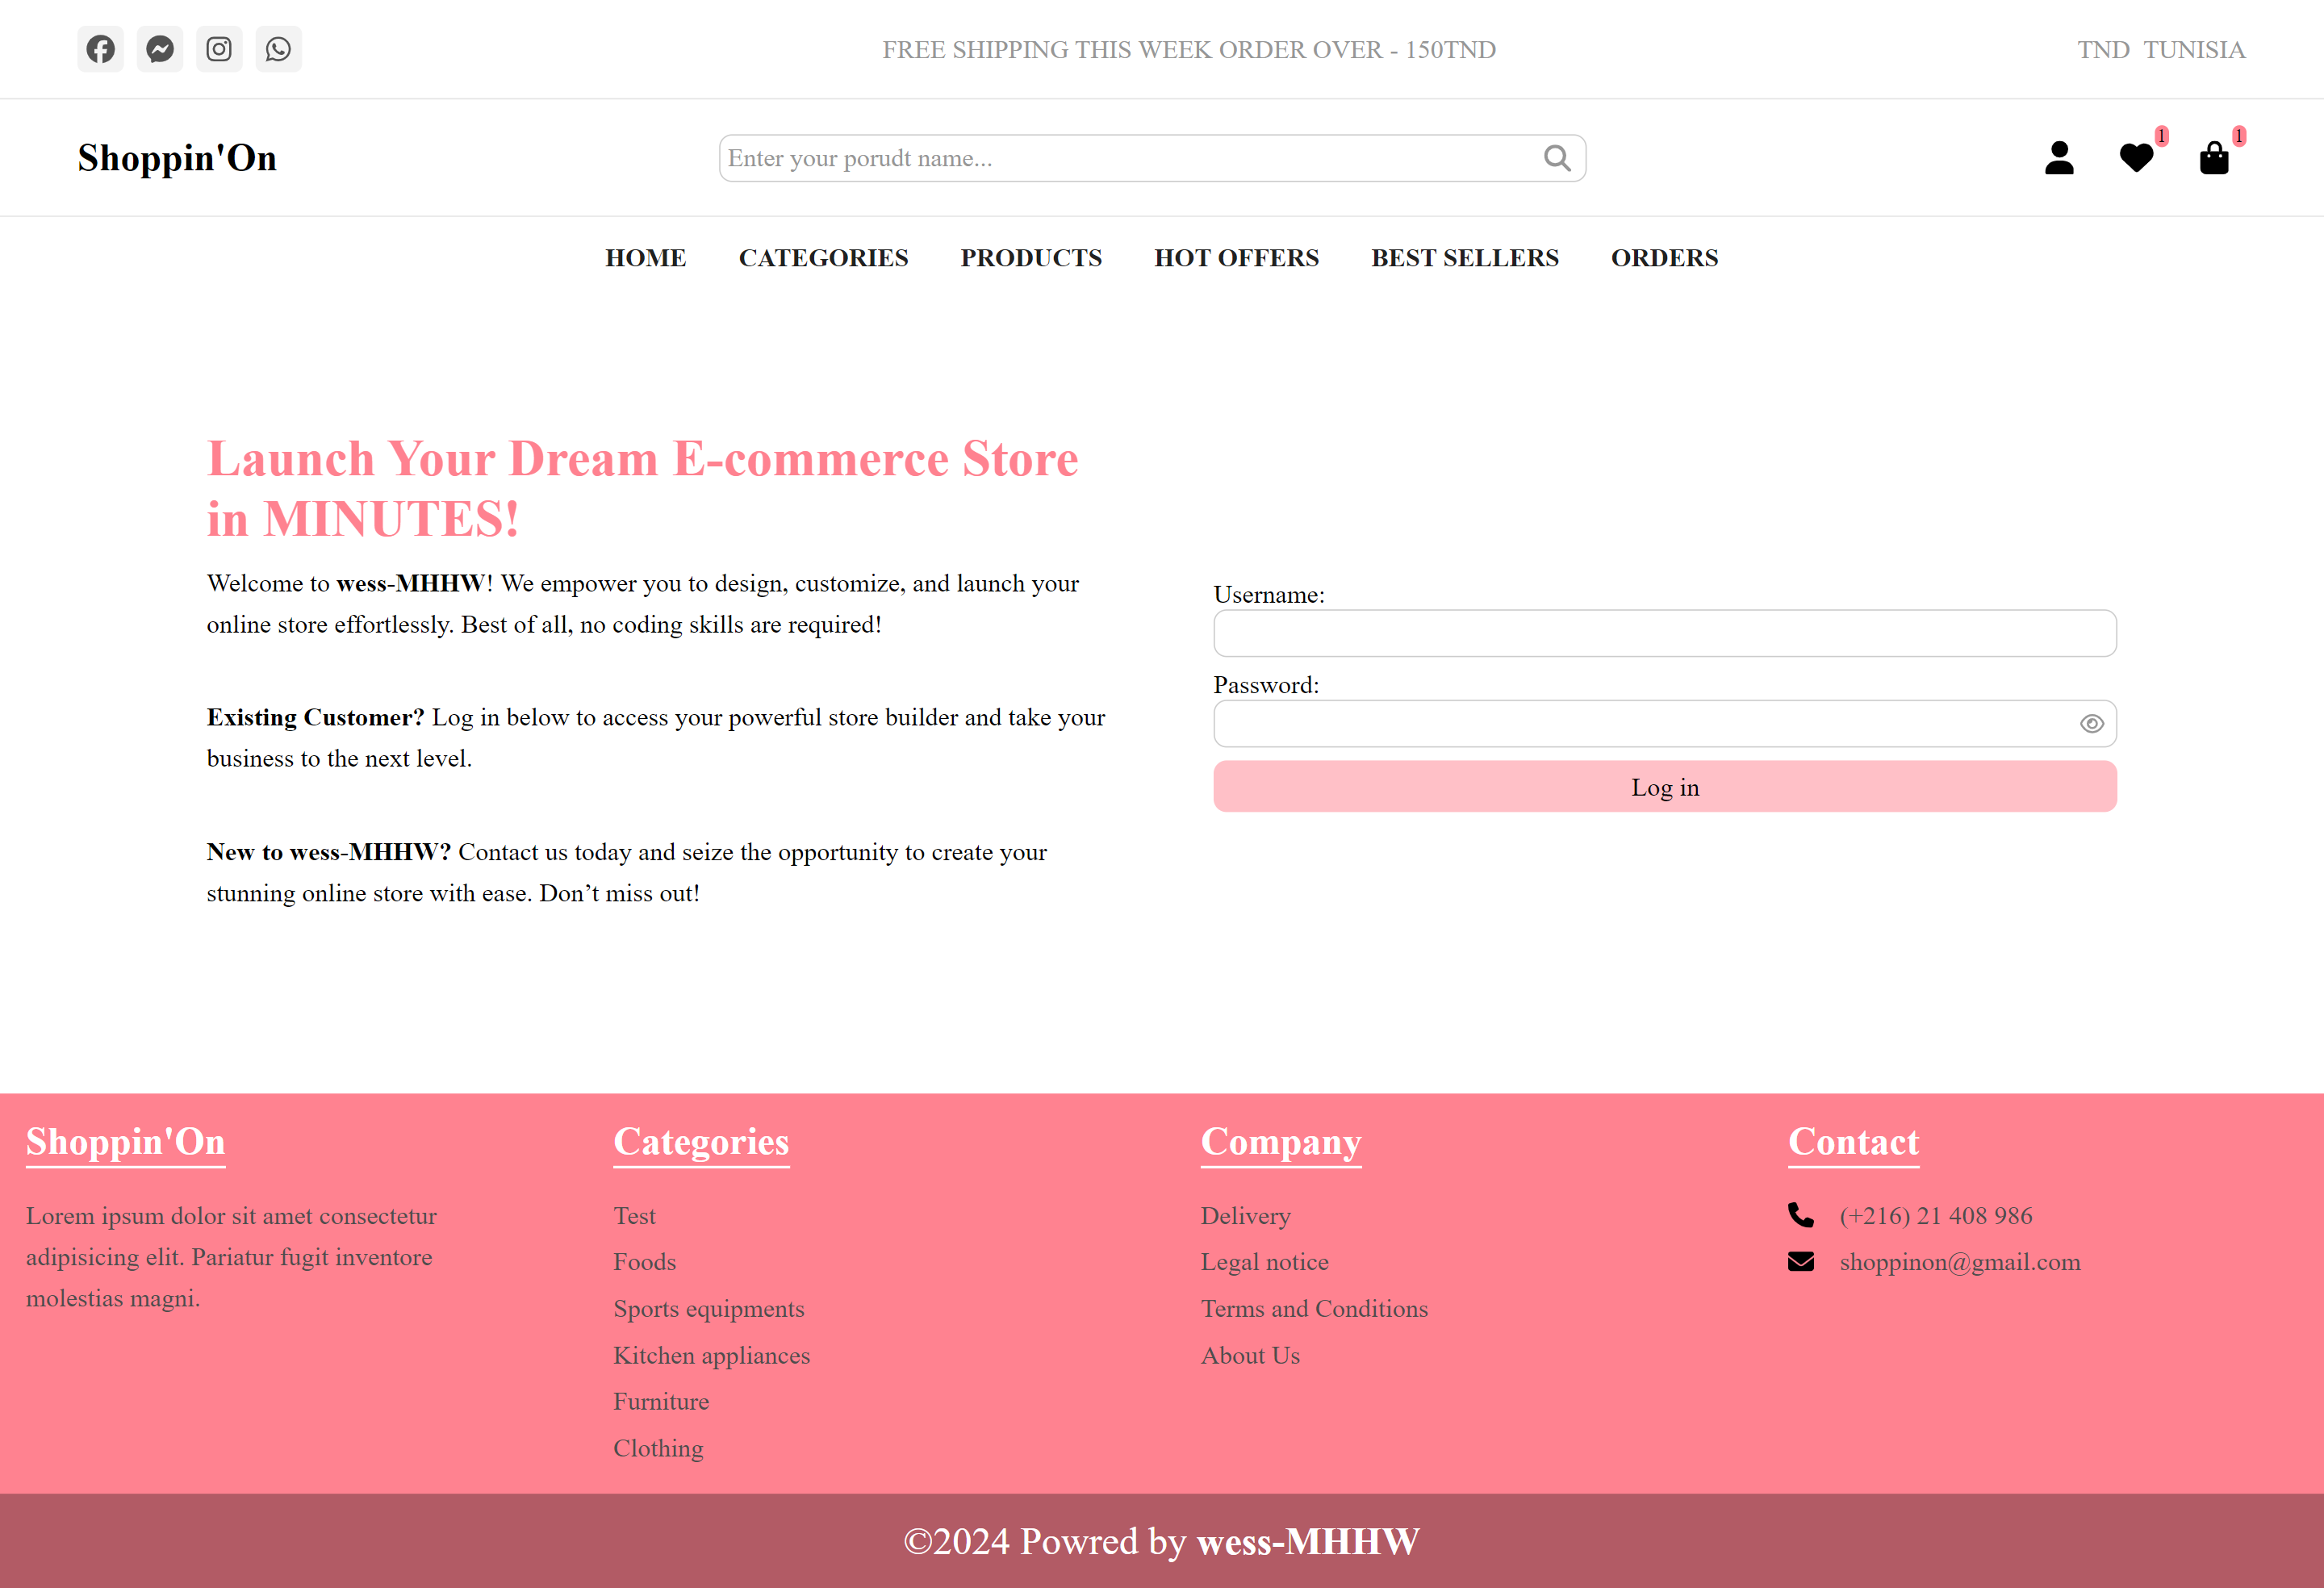 FREE SHIPPING THIS WEEK ORDER OVER - 150TND
TND TUNISIA
Shoppin'On
Enter your porudt name...
1
1
HOME
CATEGORIES
PRODUCTS
HOT OFFERS
BEST SELLERS
ORDERS
Launch Your Dream E-commerce Store
in MINUTES!
Welcome to wess-MHHW! We empower you to design, customize, and launch your
online store effortlessly. Best of all, no coding skills are required!
Existing Customer? Log in below to access your powerful store builder and take your
business to the next level.
New to wess-MHHW? Contact us today and seize the opportunity to create your
stunning online store with ease. Don’t miss out!
Username:
Password:
Log in
Shoppin'On
Lorem ipsum dolor sit amet consectetur
adipisicing elit. Pariatur fugit inventore
molestias magni.
Categories
Test
Foods
Sports equipments
Kitchen appliances
Furniture
Clothing
Company
Delivery
Legal notice
Terms and Conditions
About Us
Contact
(+216) 21 408 986
shoppinon@gmail.com
©2024 Powred by wess-MHHW